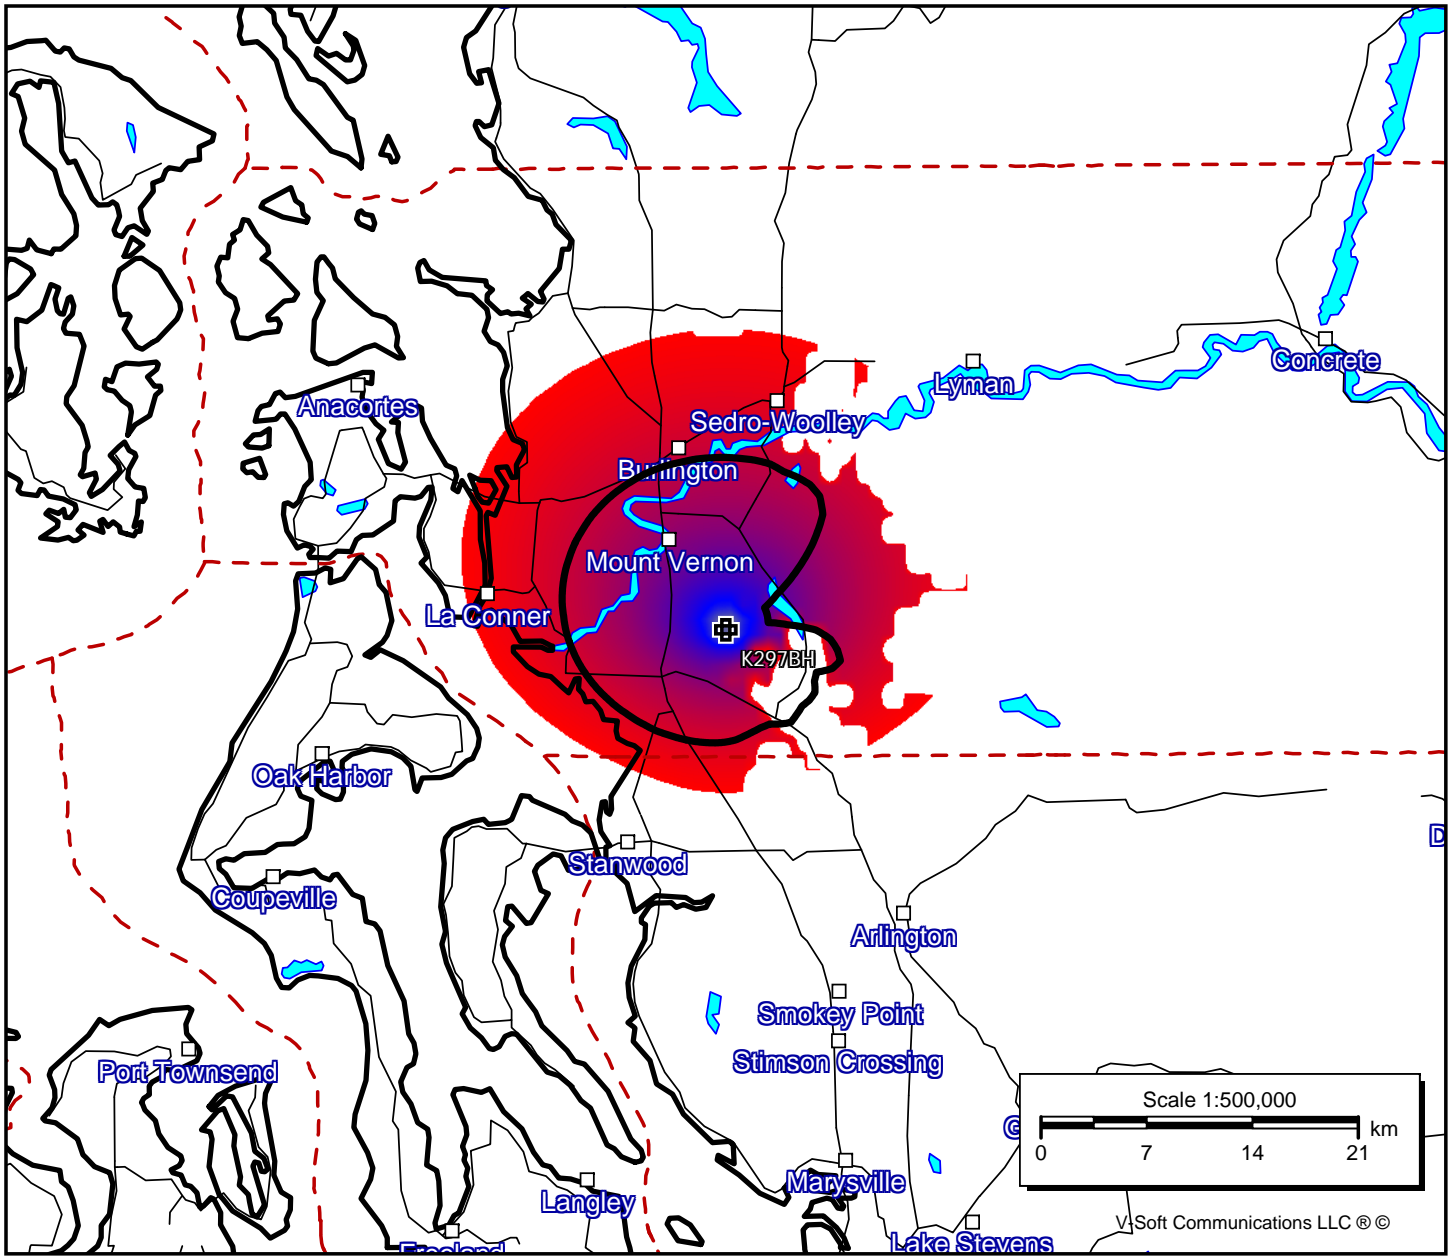 Concrete
Lyman
Anacortes
Sedro-Woolley
Burlington
Mount Vernon
La Conner
K297BH
Oak Harbor
Stanwood
Coupeville
Arlington
Smokey Point
Stimson Crossing
Port Townsend
Scale 1:500,000
km
0 7 14 21
Marysville
Langley
V-Soft Communications LLC ® ©
Lake Stevens
Freeland